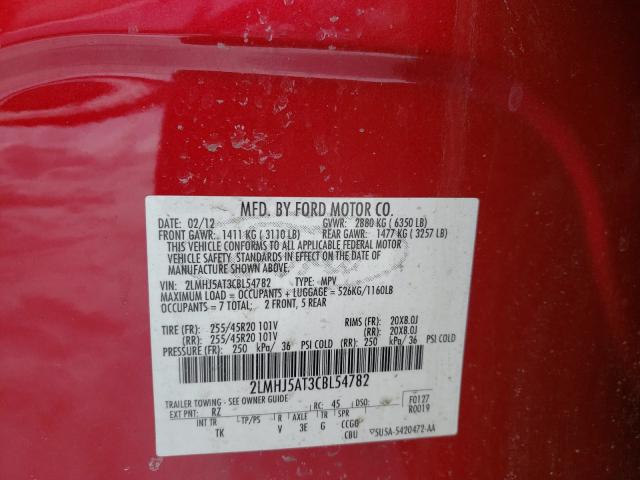 MFD. BY FORD MOTOR CO.
DATE: 02/12 GVWR: 2880 KG ( 6350 LB)
FRONT GAWR: 1411 KG ( 3110 LB) REAR GAWR: 1477 KG ( 3257 LB)
THIS VEHICLE CONFORMS TO ALL APPLICABLE FEDERAL MOTOR
VEHICLE SAFETY STANDARDS IN EFFECT ON THE DATE OF
MANUFACTURE SHOWN ABOVE.
VIN: 2LMHJ5AT3CBL54782 TYPE: MPV
MAXIMUM LOAD = OCCUPANTS + LUGGAGE = 526KG/1160LB
OCCUPANTS = 7 TOTAL; 2 FRONT, 5 REAR
TIRE (FR): 255/45R20 101V RIMS (FR): 20X8.0J
(RR): 255/45R20 101V (RR): 20X8.0J
PRESSURE (FR): 250 kPa/ 36 PSI COLD (RR): 250 kPa/ 36 PSI COLD
2LMHJ5AT3CBL54782
TRAILER TOWING - SEE OWNER GUIDE
EXT PNT: RZ RC: 45 DSO: F0127
R0019
INT TR TP/PS R AXLE TR SPR
TK V 3E G CCGG
CBU 5U5A-5420472-AA